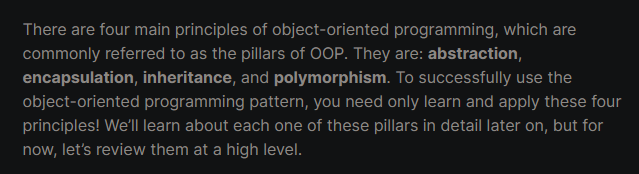 There are four main principles of object-oriented programming, which are
commonly referred to as the pillars of OOP. They are: abstraction,
encapsulation, inheritance, and polymorphism. To successfully use the
object-oriented programming pattern, you need only learn and apply these four
principles! We’ll learn about each one of these pillars in detail later on, but for
now, let’s review them at a high level.